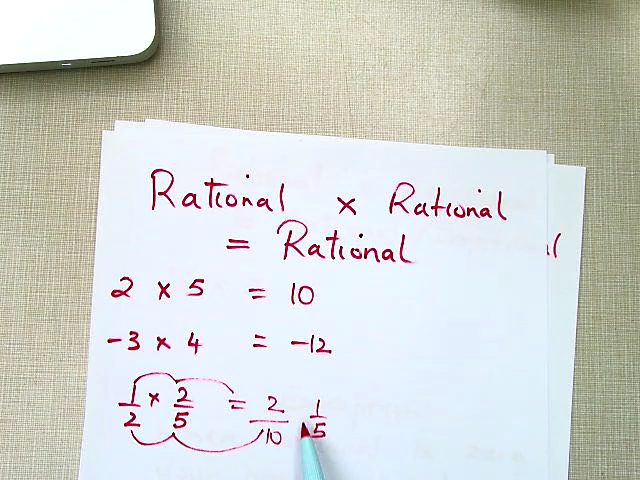 Rational × Rational
= Rational
2 × 5 = 10
-3 × 4 = -12
1/2 × 2/5 = 2/10 1/5